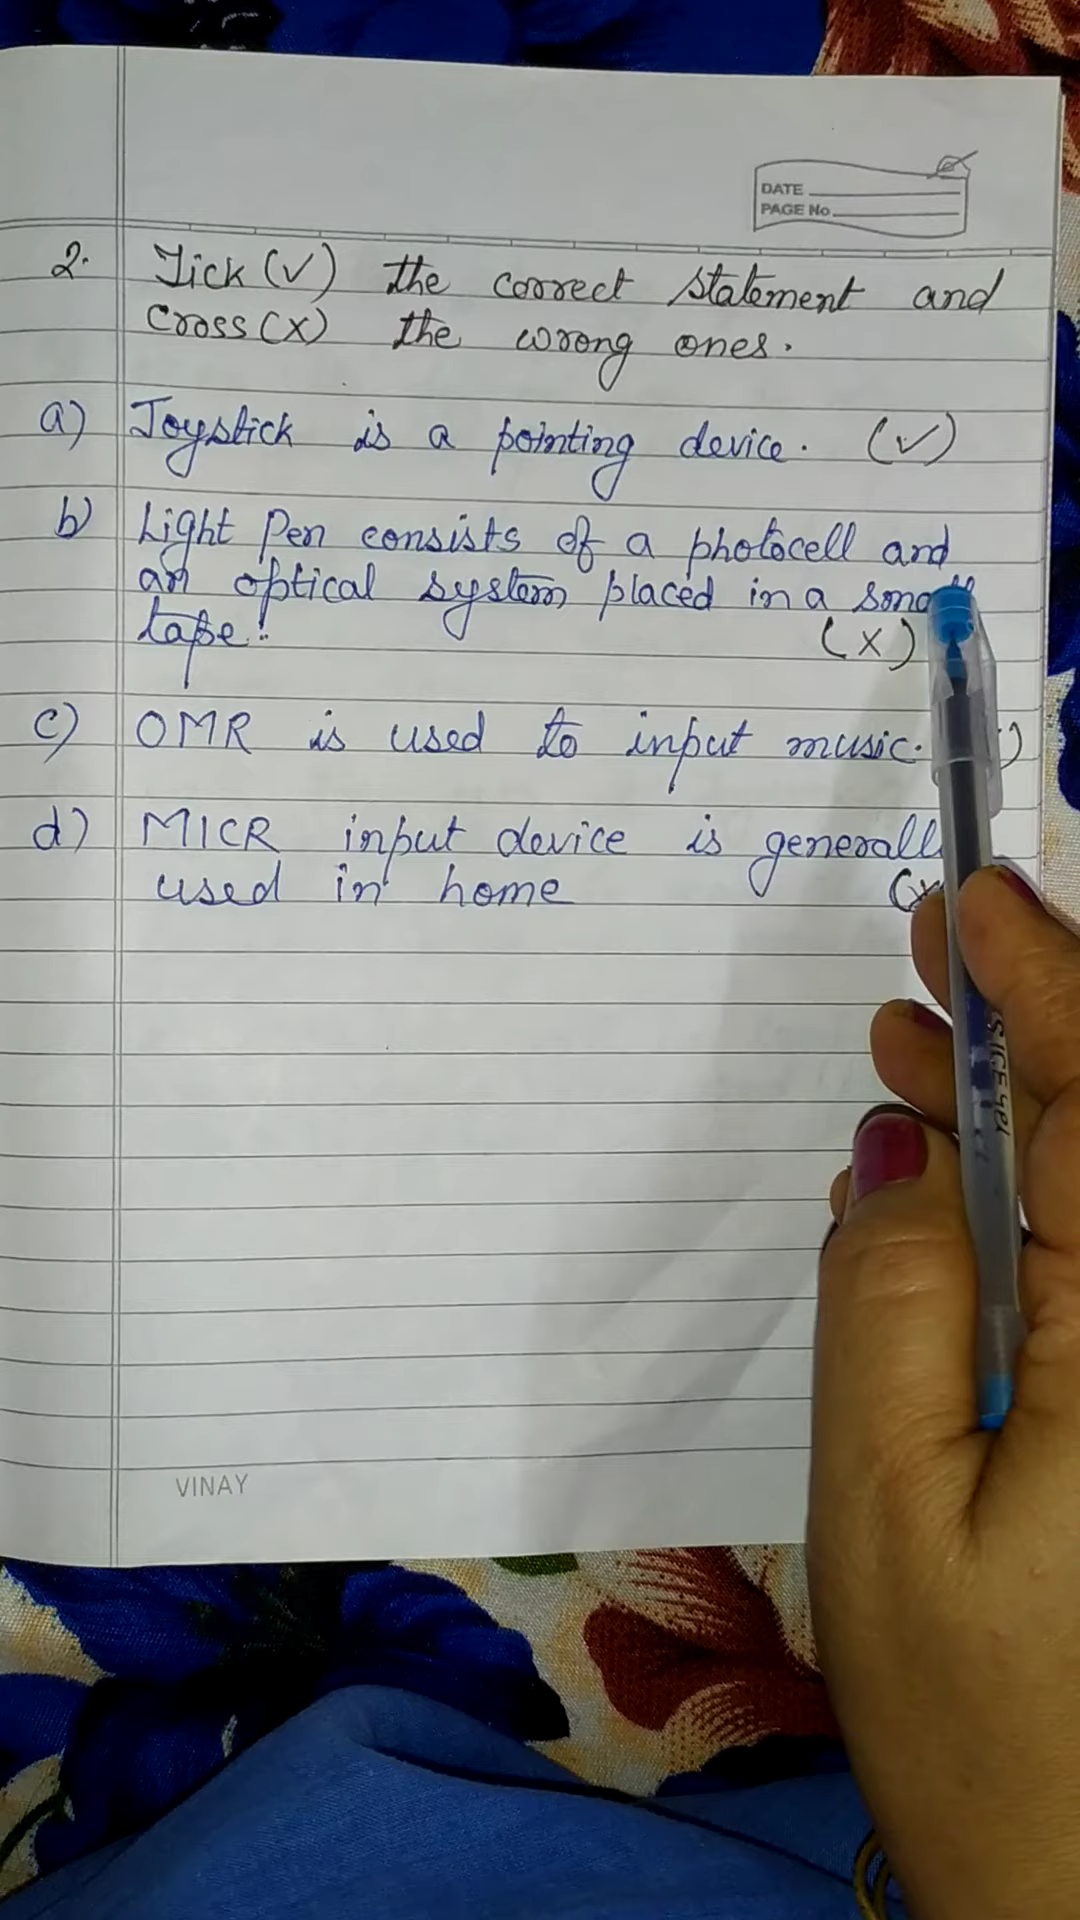 DATE
PAGE No.
2. Tick (✓) the correct statement and
Cross (X) the wrong ones.
a) Joystick is a pointing device. (✓)
b) Light Pen consists of a photocell and
an optical system placed in a small
tape. (X)
c) OMR is used to input music. )
d) MICR input device is generall
used in home (X
VINAY